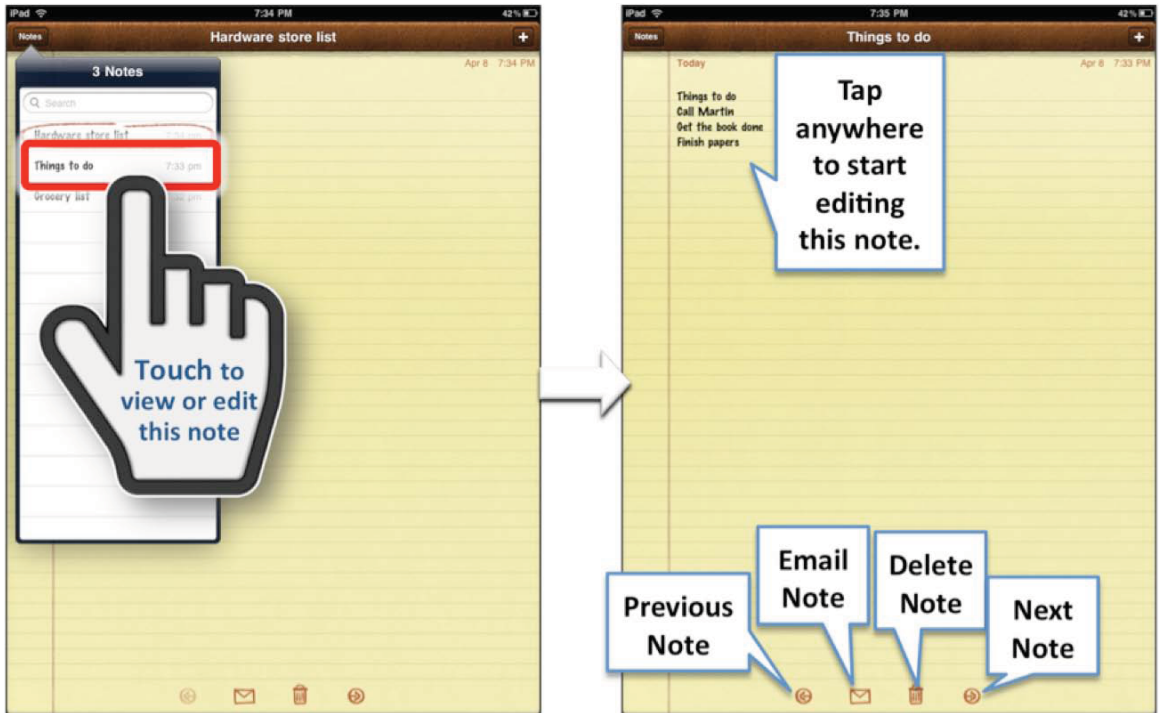 iPad 7:34 PM 42%
Notes Hardware store list +
Apr 8 7:34 PM
3 Notes
Search
Hardware store list 7:34 pm
Things to do 7:33 pm
Grocery list
Touch to
view or edit
this note
iPad 7:35 PM 42%
Notes Things to do +
Today Apr 8 7:33 PM
Things to do
Call Martin
Get the book done
Finish papers
Tap
anywhere
to start
editing
this note.
Previous
Note
Email
Note
Delete
Note
Next
Note